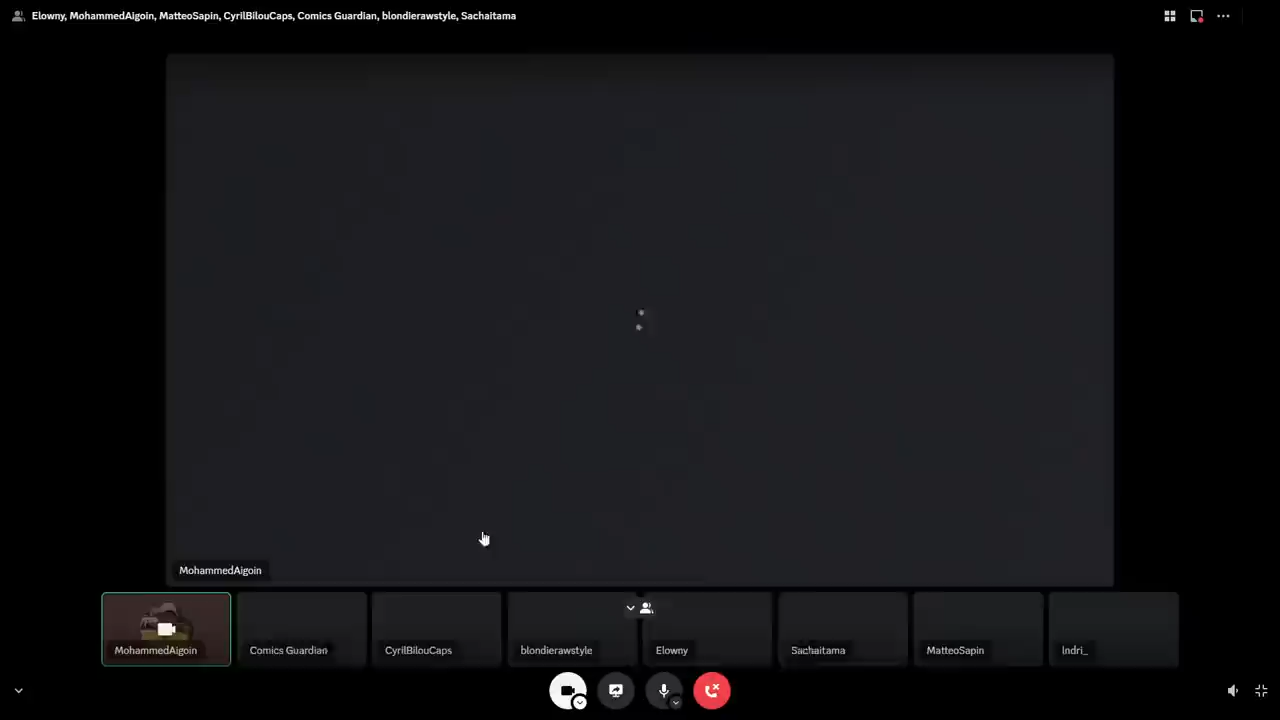 Elowny, MohammedAigoin, MatteoSapin, CyrilBilouCaps, Comics Guardian, blondierawstyle, Sachaitama
MohammedAigoin
MohammedAigoin
Comics Guardian
CyrilBilouCaps
blondierawstyle
Elowny
Sachaitama
MatteoSapin
Indri_